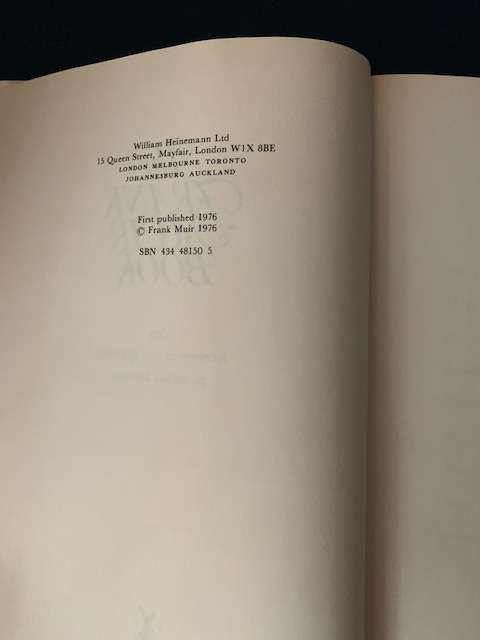 William Heinemann Ltd
15 Queen Street, Mayfair, London W1X 8BE
LONDON MELBOURNE TORONTO
JOHANNESBURG AUCKLAND
First published 1976
© Frank Muir 1976
SBN 434 48150 5